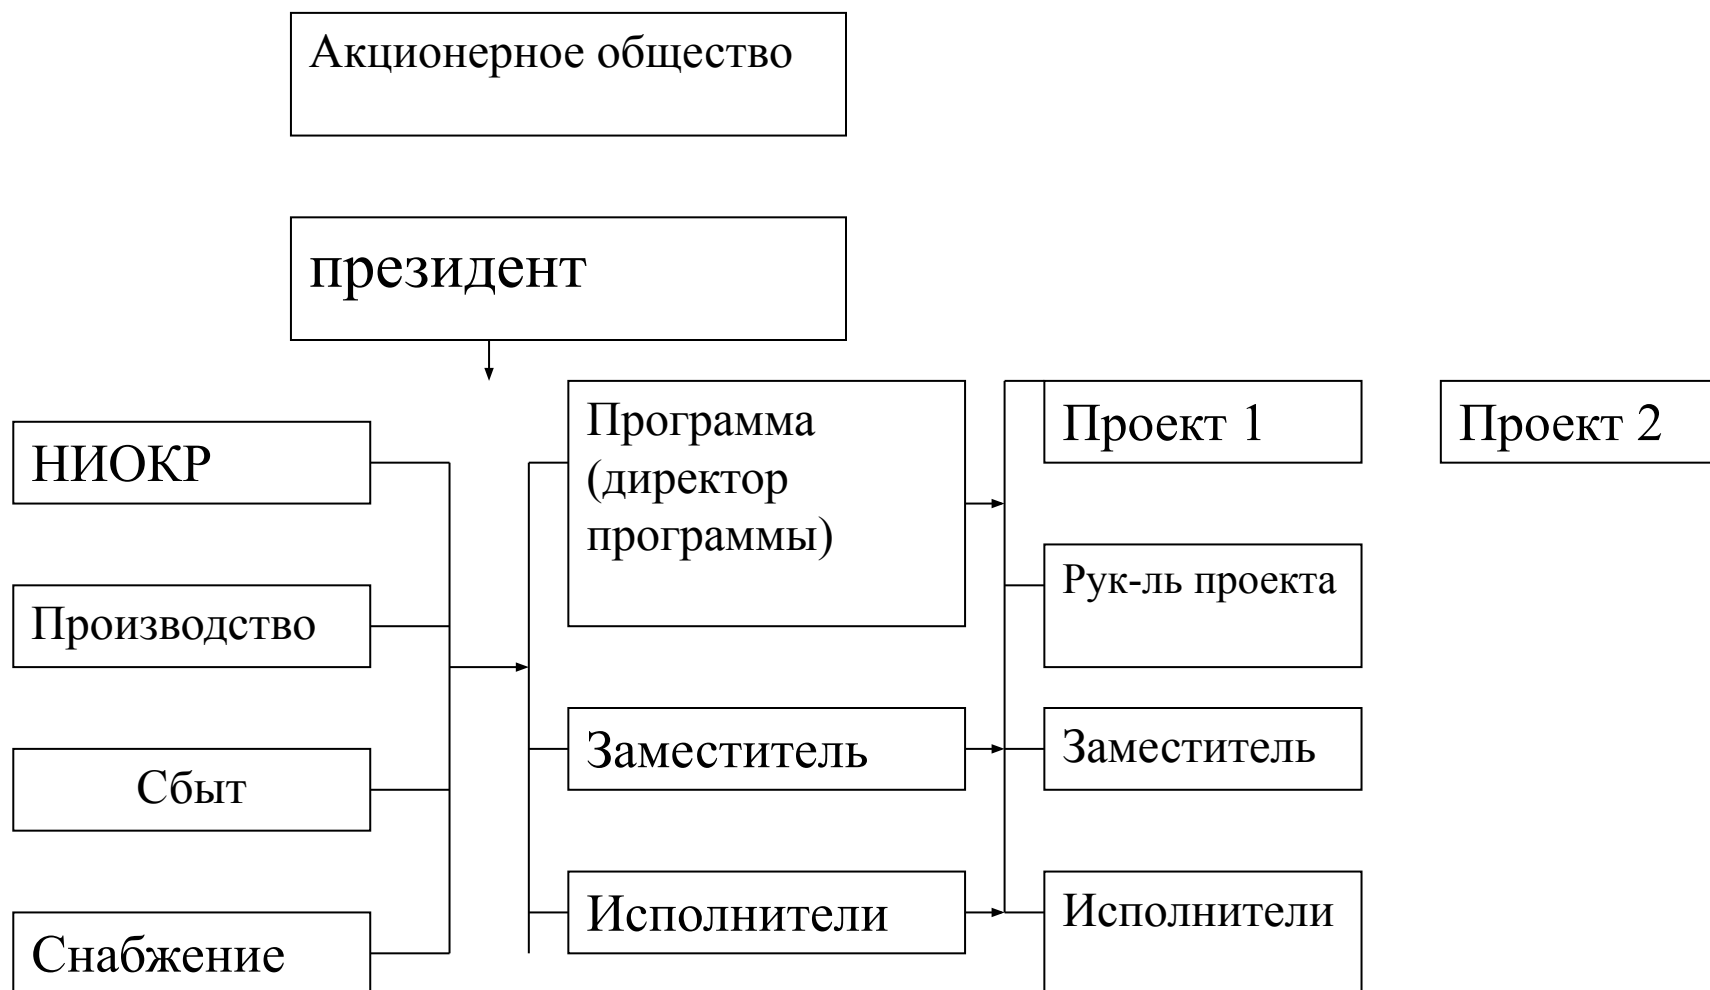 Акционерное общество
президент
НИОКР
Производство
Сбыт
Снабжение
Программа
(директор
программы)
Заместитель
Исполнители
Проект 1
Рук-ль проекта
Заместитель
Исполнители
Проект 2